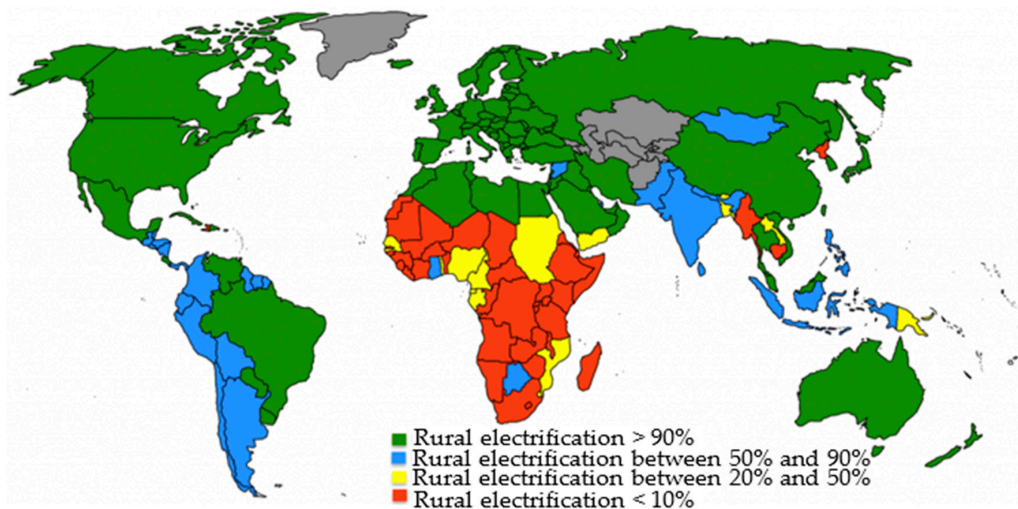 Rural electrification > 90%
Rural electrification between 50% and 90%
Rural electrification between 20% and 50%
Rural electrification < 10%